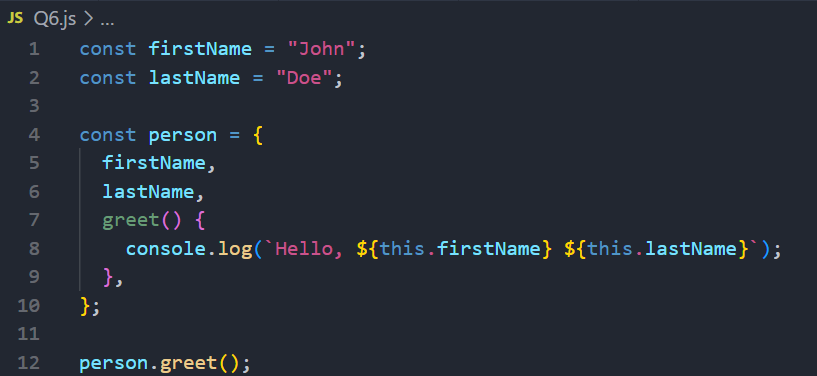 JS Q6.js > ...
1 const firstName = "John";
2 const lastName = "Doe";
3
4 const person = {
5   firstName,
6   lastName,
7   greet() {
8     console.log(`Hello, ${this.firstName} ${this.lastName}`);
9   },
10 };
11
12 person.greet();